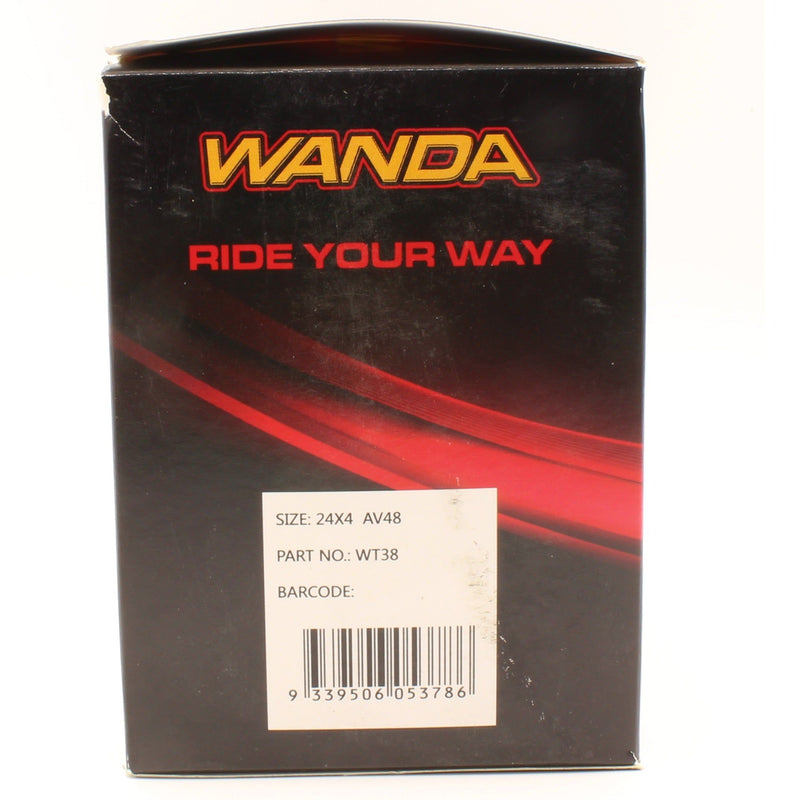 WANDA
RIDE YOUR WAY
SIZE: 24X4 AV48
PART NO.: WT38
BARCODE:
9 339506 053786